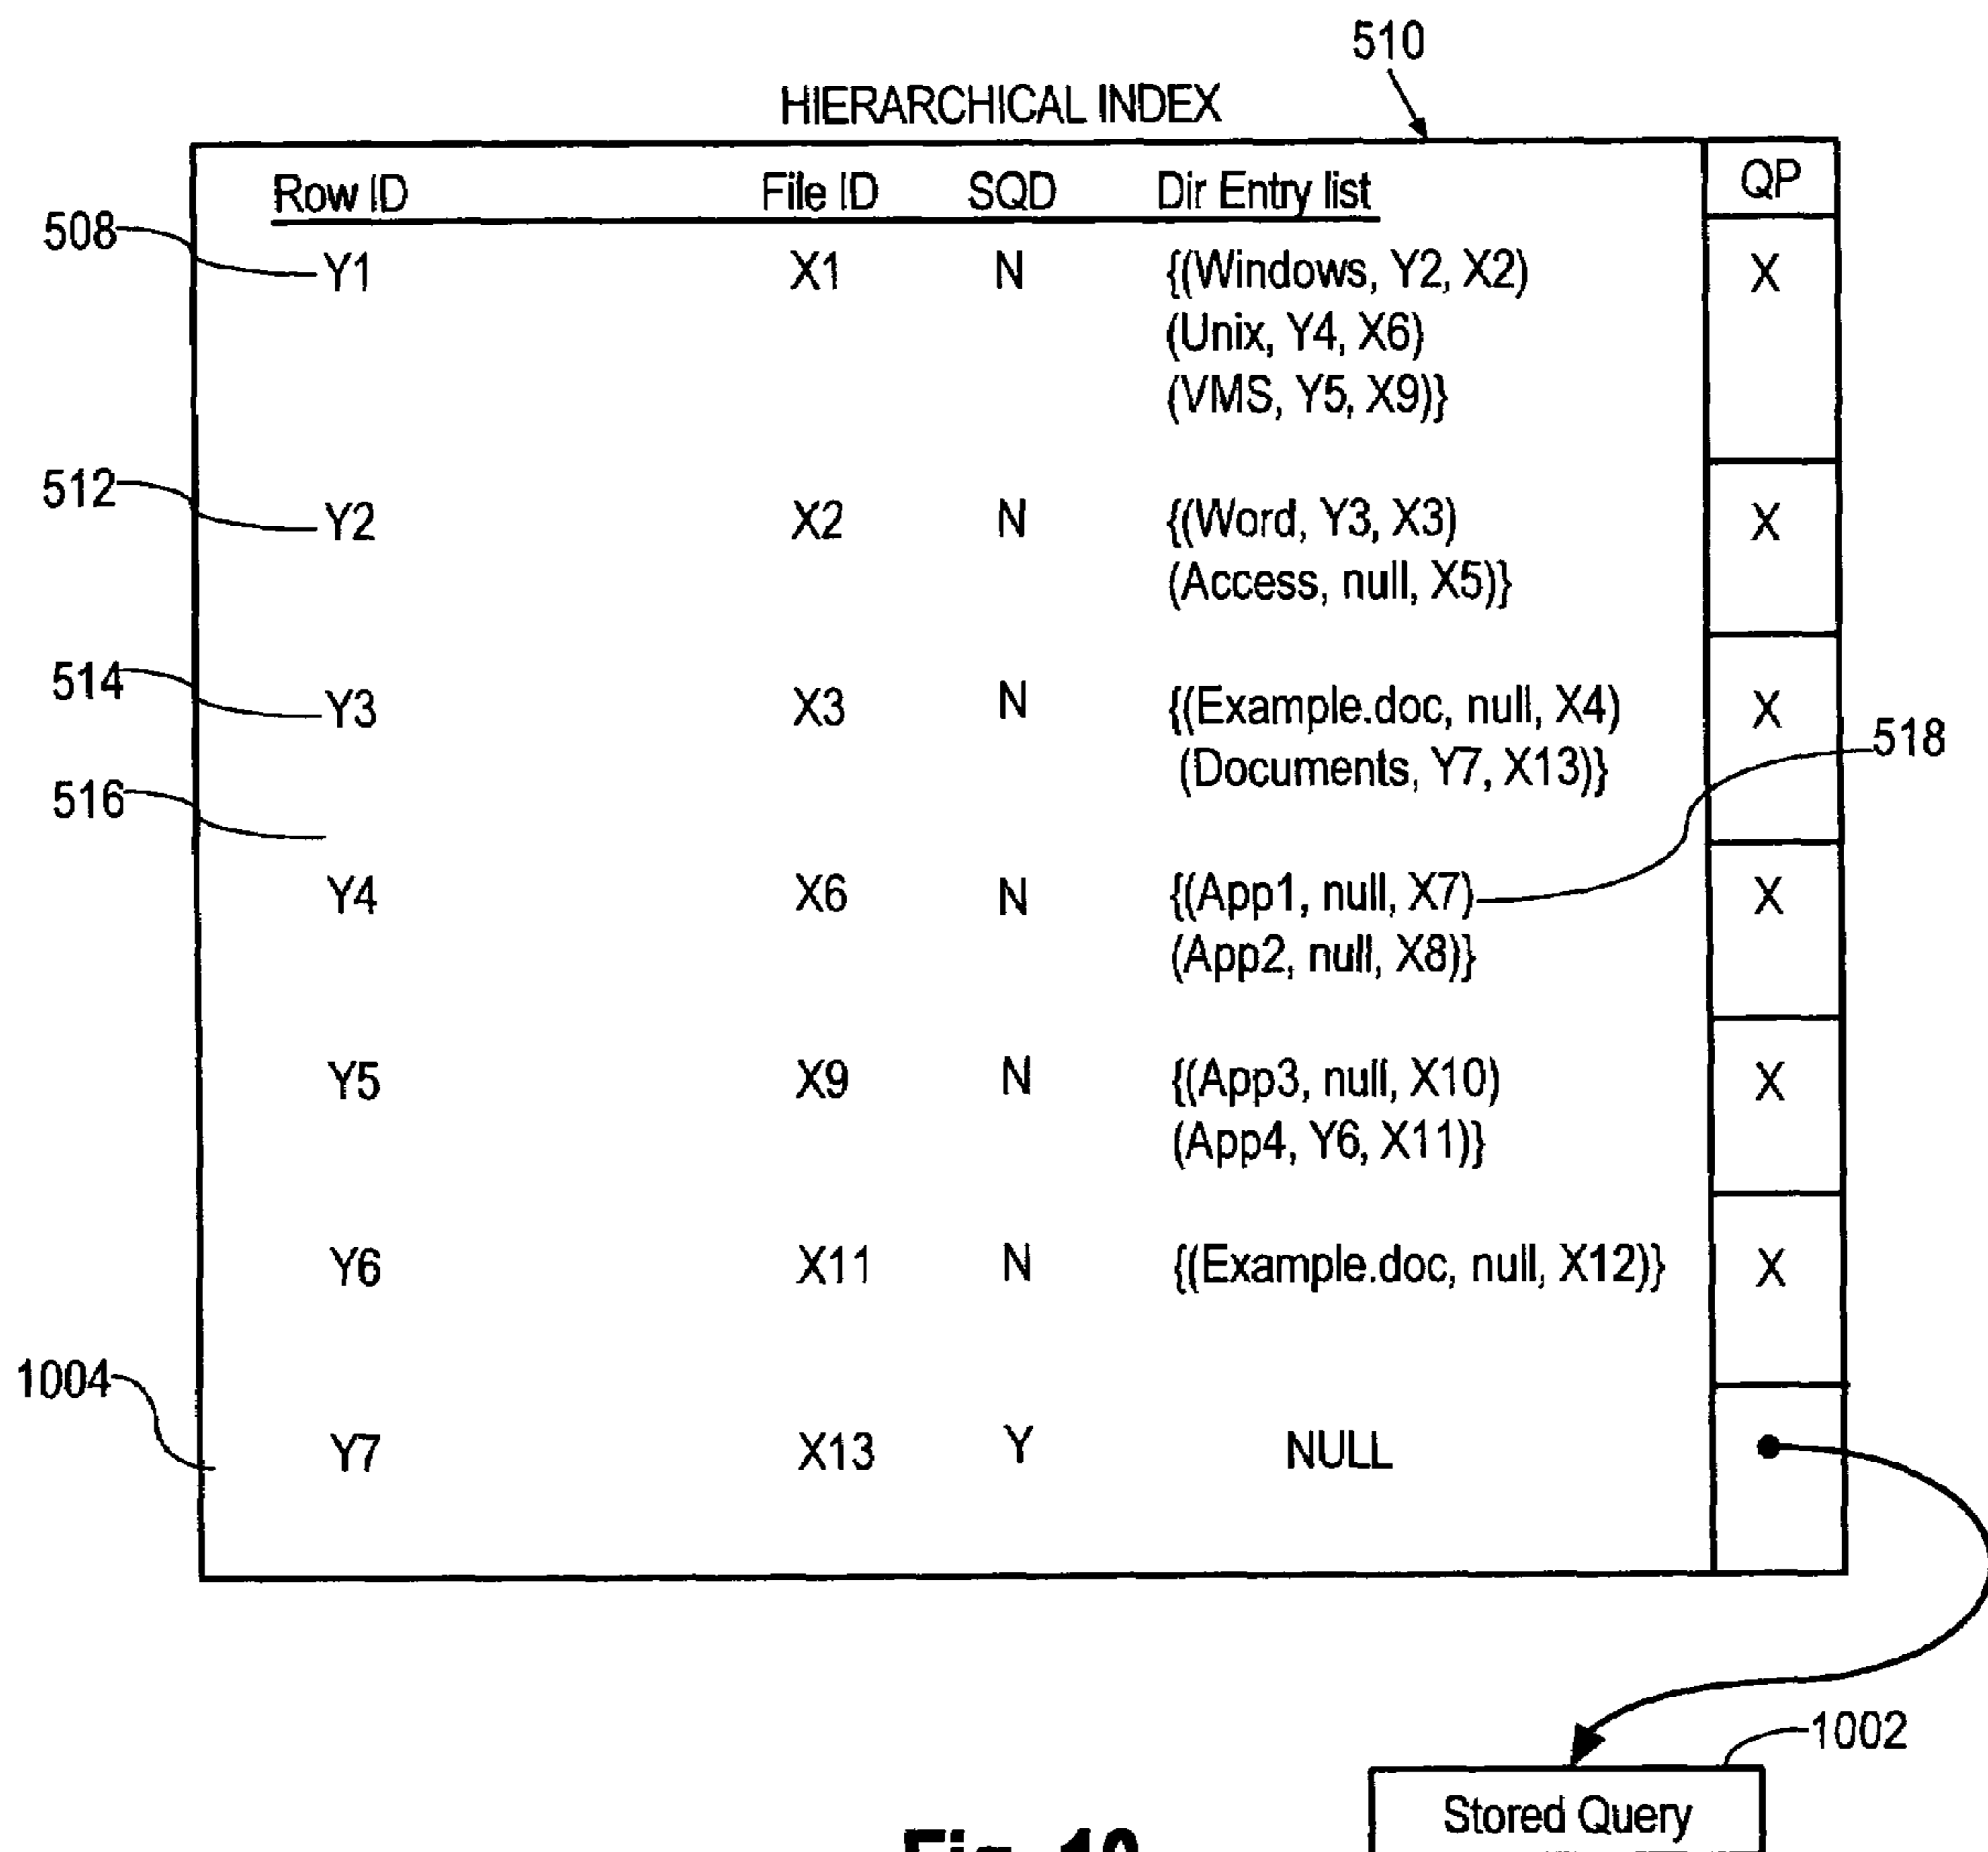 510
HIERARCHICAL INDEX
Row ID File ID SQD Dir Entry list QP
508 Y1 X1 N {(Windows, Y2, X2) X
(Unix, Y4, X6)
(VMS, Y5, X9)}
512 Y2 X2 N {(Word, Y3, X3) X
(Access, null, X5)}
514 Y3 X3 N {(Example.doc, null, X4) X
518
(Documents, Y7, X13)}
516
Y4 X6 N {(App1, null, X7) X
(App2, null, X8)}
Y5 X9 N {(App3, null, X10) X
(App4, Y6, X11)}
Y6 X11 N {(Example.doc, null, X12)} X
1004 Y7 X13 Y NULL
1002
Stored Query